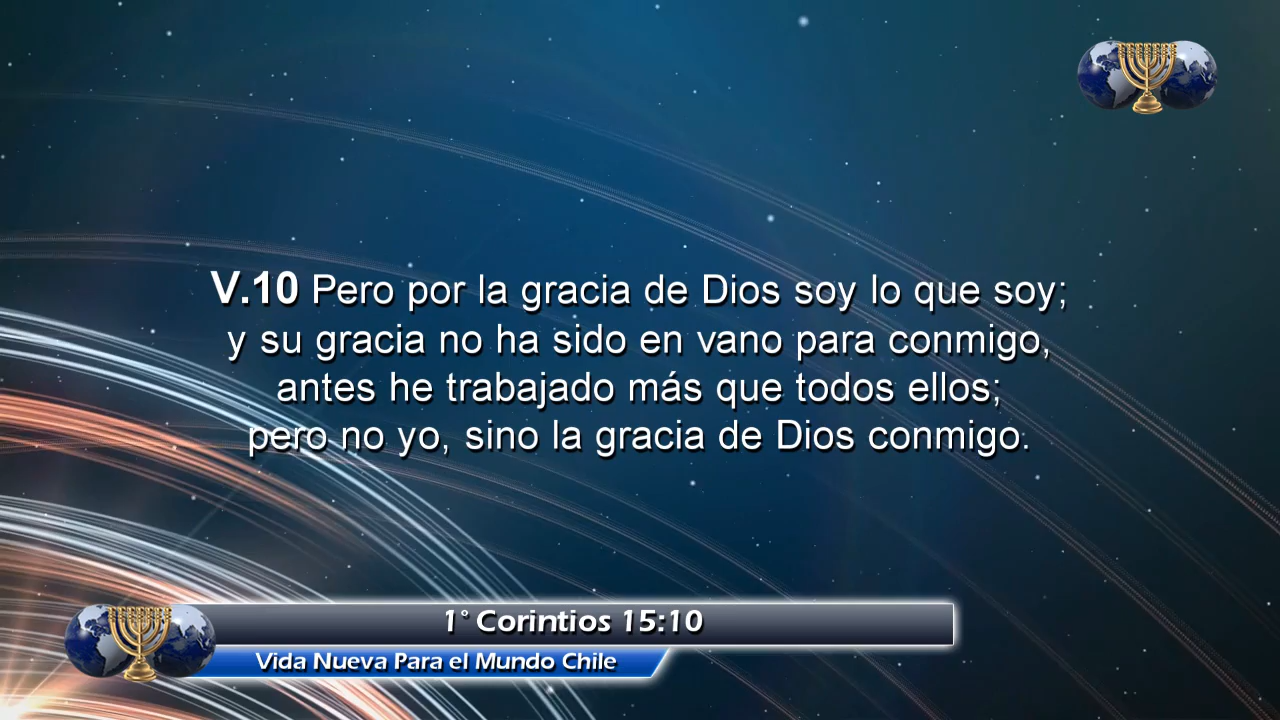 V.10 Pero por la gracia de Dios soy lo que soy;
y su gracia no ha sido en vano para conmigo,
antes he trabajado más que todos ellos;
pero no yo, sino la gracia de Dios conmigo.
1° Corintios 15:10
Vida Nueva Para el Mundo Chile